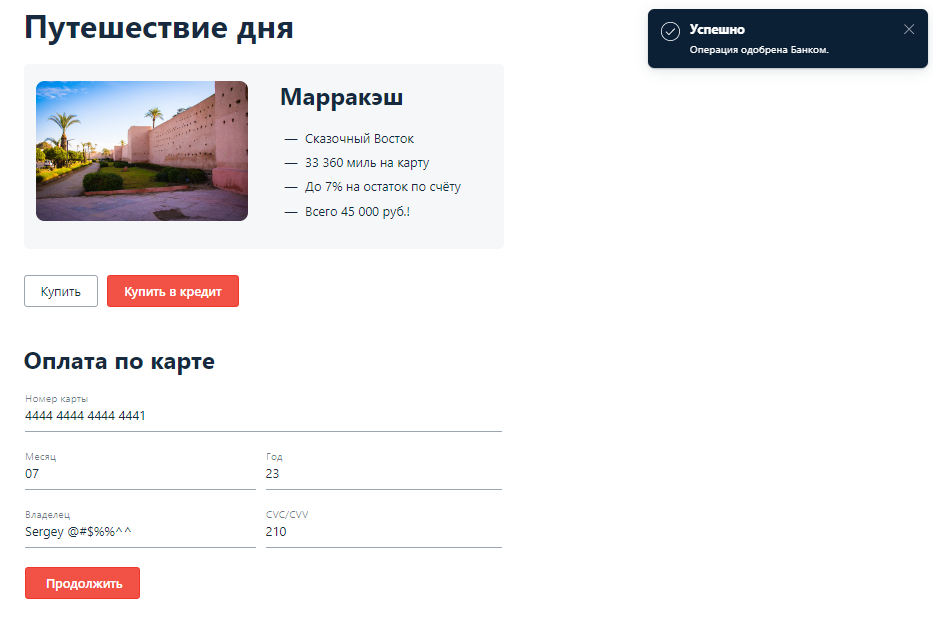 Путешествие дня
Успешно
Операция одобрена Банком.
Марракэш
— Сказочный Восток
— 33 360 миль на карту
— До 7% на остаток по счёту
— Всего 45 000 руб.!
Купить
Купить в кредит
Оплата по карте
Номер карты
4444 4444 4444 4441
Месяц
Год
07
23
Владелец
CVC/CVV
Sergey @#$%%^^
210
Продолжить